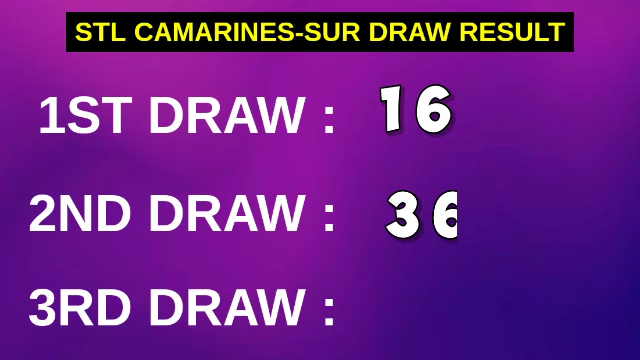 STL CAMARINES-SUR DRAW RESULT
1ST DRAW : 16
2ND DRAW : 36
3RD DRAW :